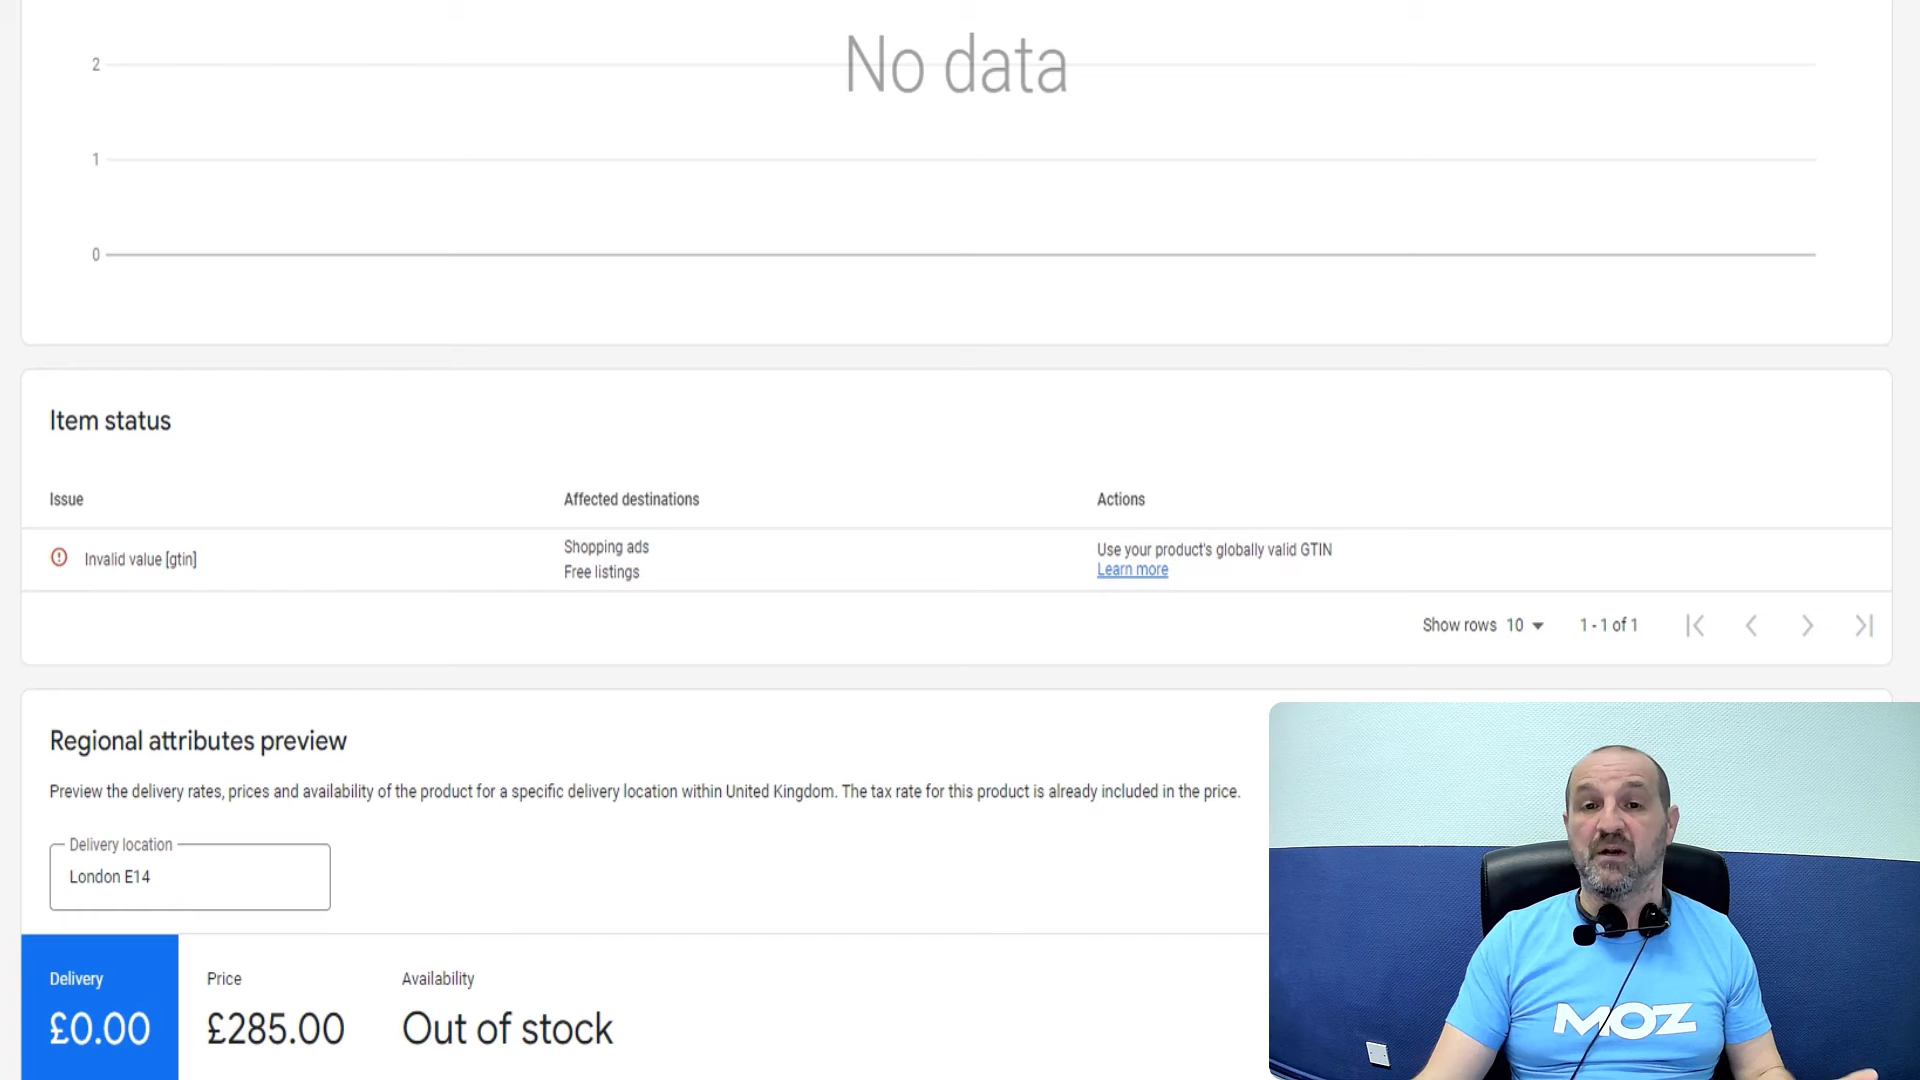 No data
2
1
0
Item status
Issue Affected destinations Actions
Invalid value [gtin]
Shopping ads
Free listings
Use your product's globally valid GTIN
Learn more
Show rows 10 1 - 1 of 1
Regional attributes preview
Preview the delivery rates, prices and availability of the product for a specific delivery location within United Kingdom. The tax rate for this product is already included in the price.
Delivery location
London E14
Delivery Price Availability
£0.00 £285.00 Out of stock
MOZ